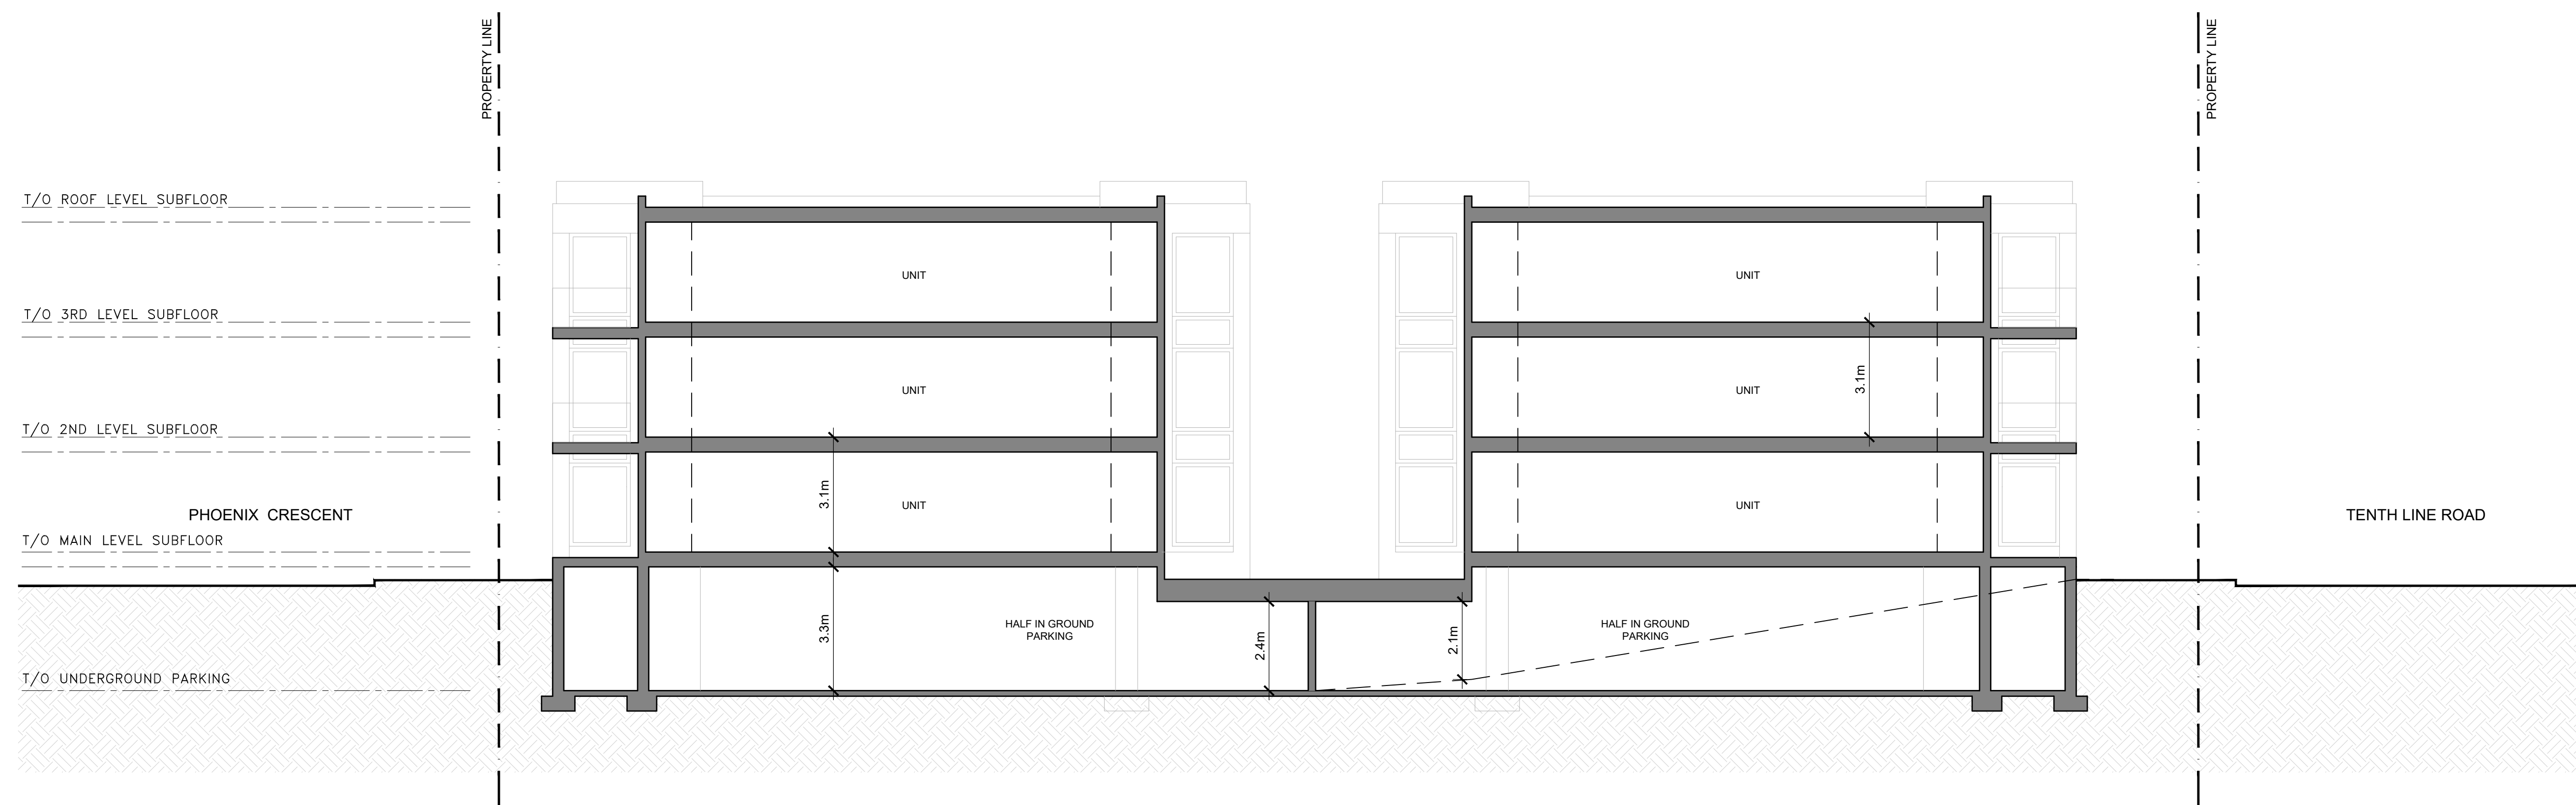 PROPERTY LINE
PROPERTY LINE
T/O ROOF LEVEL SUBFLOOR
UNIT
UNIT
T/O 3RD LEVEL SUBFLOOR
3.1m
UNIT
UNIT
T/O 2ND LEVEL SUBFLOOR
3.1m
UNIT
UNIT
PHOENIX CRESCENT
TENTH LINE ROAD
T/O MAIN LEVEL SUBFLOOR
3.3m
HALF IN GROUND
PARKING
2.4m
2.1m
HALF IN GROUND
PARKING
T/O UNDERGROUND PARKING